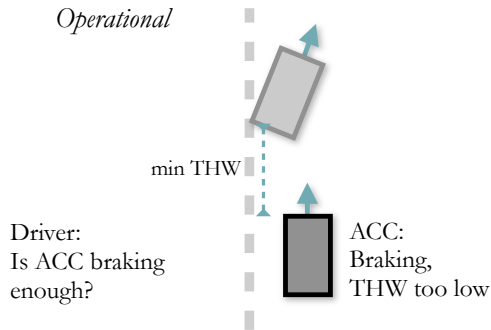 Operational
min THW
Driver:
Is ACC braking
enough?
ACC:
Braking,
THW too low